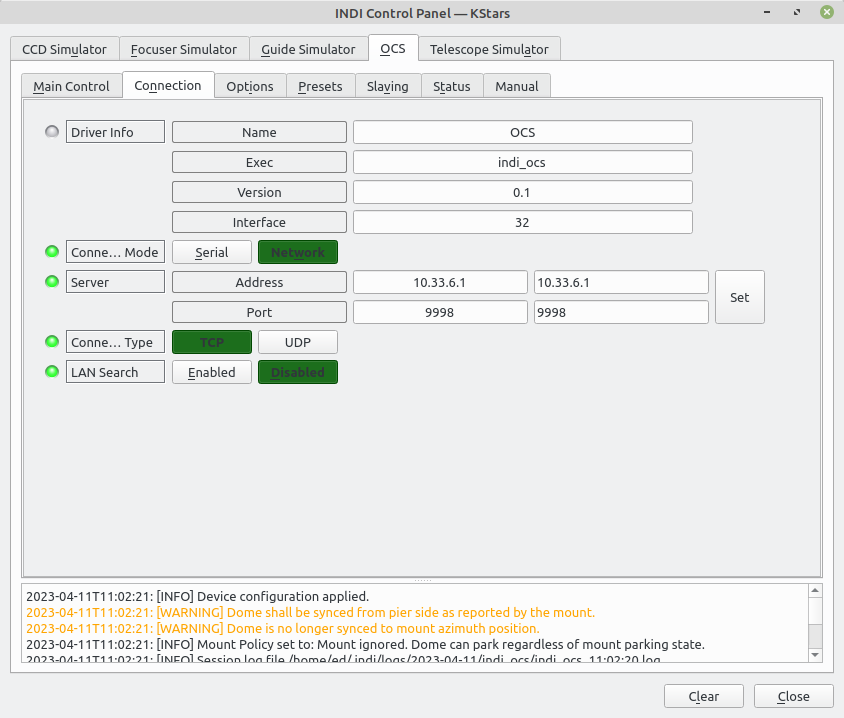 INDI Control Panel — KStars
CCD Simulator Focuser Simulator Guide Simulator OCS Telescope Simulator
Main Control Connection Options Presets Slaving Status Manual
Driver Info Name OCS
Exec indi_ocs
Version 0.1
Interface 32
Conne... Mode Serial Network
Server Address 10.33.6.1 10.33.6.1 Set
Port 9998 9998
Conne... Type TCP UDP
LAN Search Enabled Disabled
2023-04-11T11:02:21: [INFO] Device configuration applied.
2023-04-11T11:02:21: [WARNING] Dome shall be synced from pier side as reported by the mount.
2023-04-11T11:02:21: [WARNING] Dome is no longer synced to mount azimuth position.
2023-04-11T11:02:21: [INFO] Mount Policy set to: Mount ignored. Dome can park regardless of mount parking state.
2023-04-11T11:02:21: [INFO] Session log file /home/ed/.indi/logs/2023-04-11/indi_ocs/indi_ocs_11:02:20.log
Clear Close